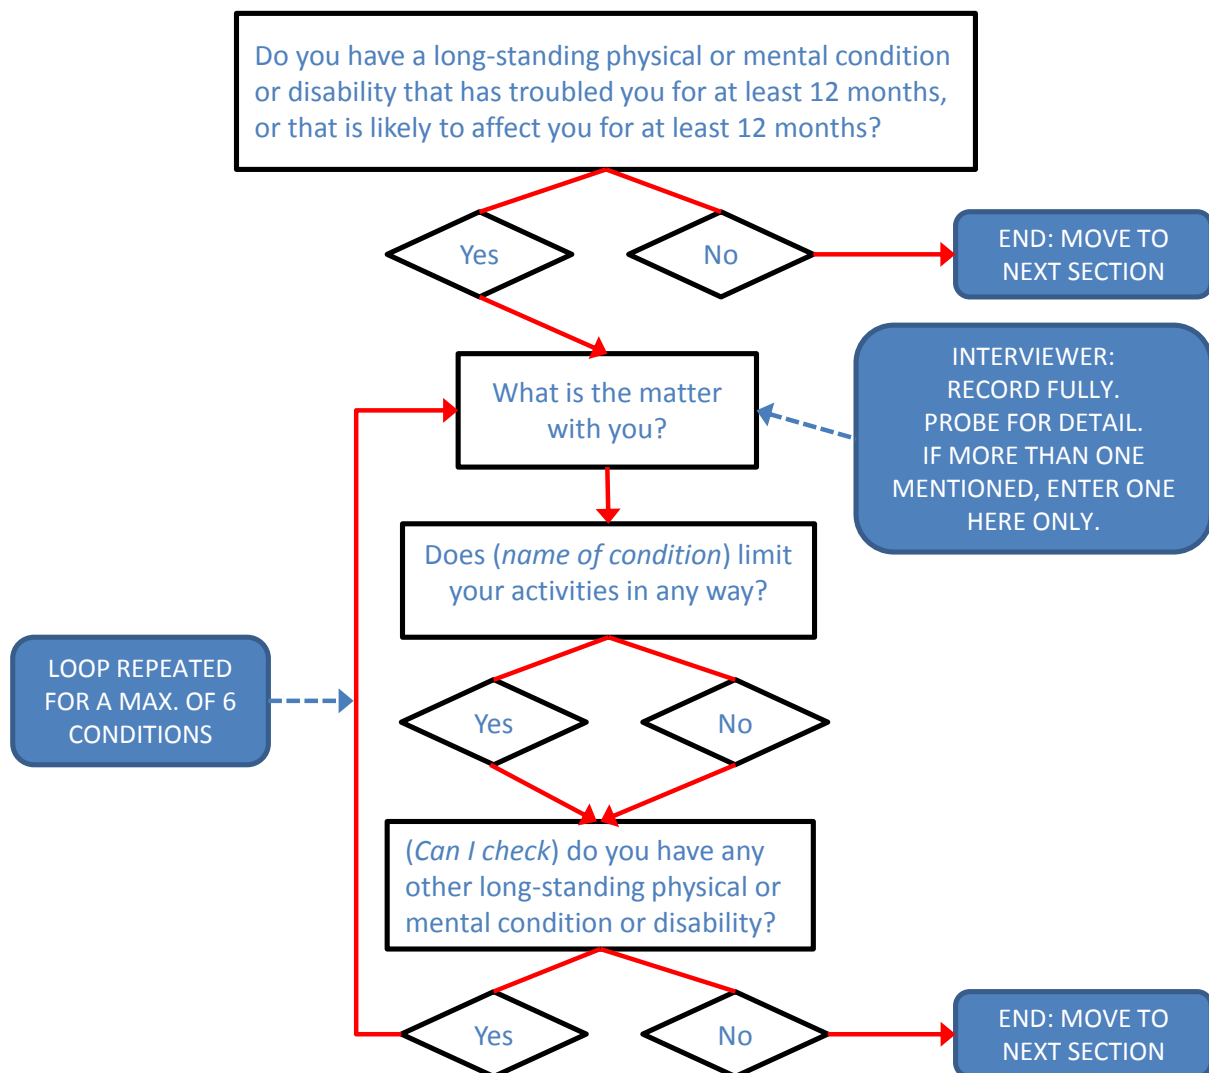 Do you have a long-standing physical or mental condition
or disability that has troubled you for at least 12 months,
or that is likely to affect you for at least 12 months?
Yes
No
END: MOVE TO
NEXT SECTION
What is the matter
with you?
INTERVIEWER:
RECORD FULLY.
PROBE FOR DETAIL.
IF MORE THAN ONE
MENTIONED, ENTER ONE
HERE ONLY.
Does (name of condition) limit
your activities in any way?
LOOP REPEATED
FOR A MAX. OF 6
CONDITIONS
Yes
No
(Can I check) do you have any
other long-standing physical or
mental condition or disability?
Yes
No
END: MOVE TO
NEXT SECTION